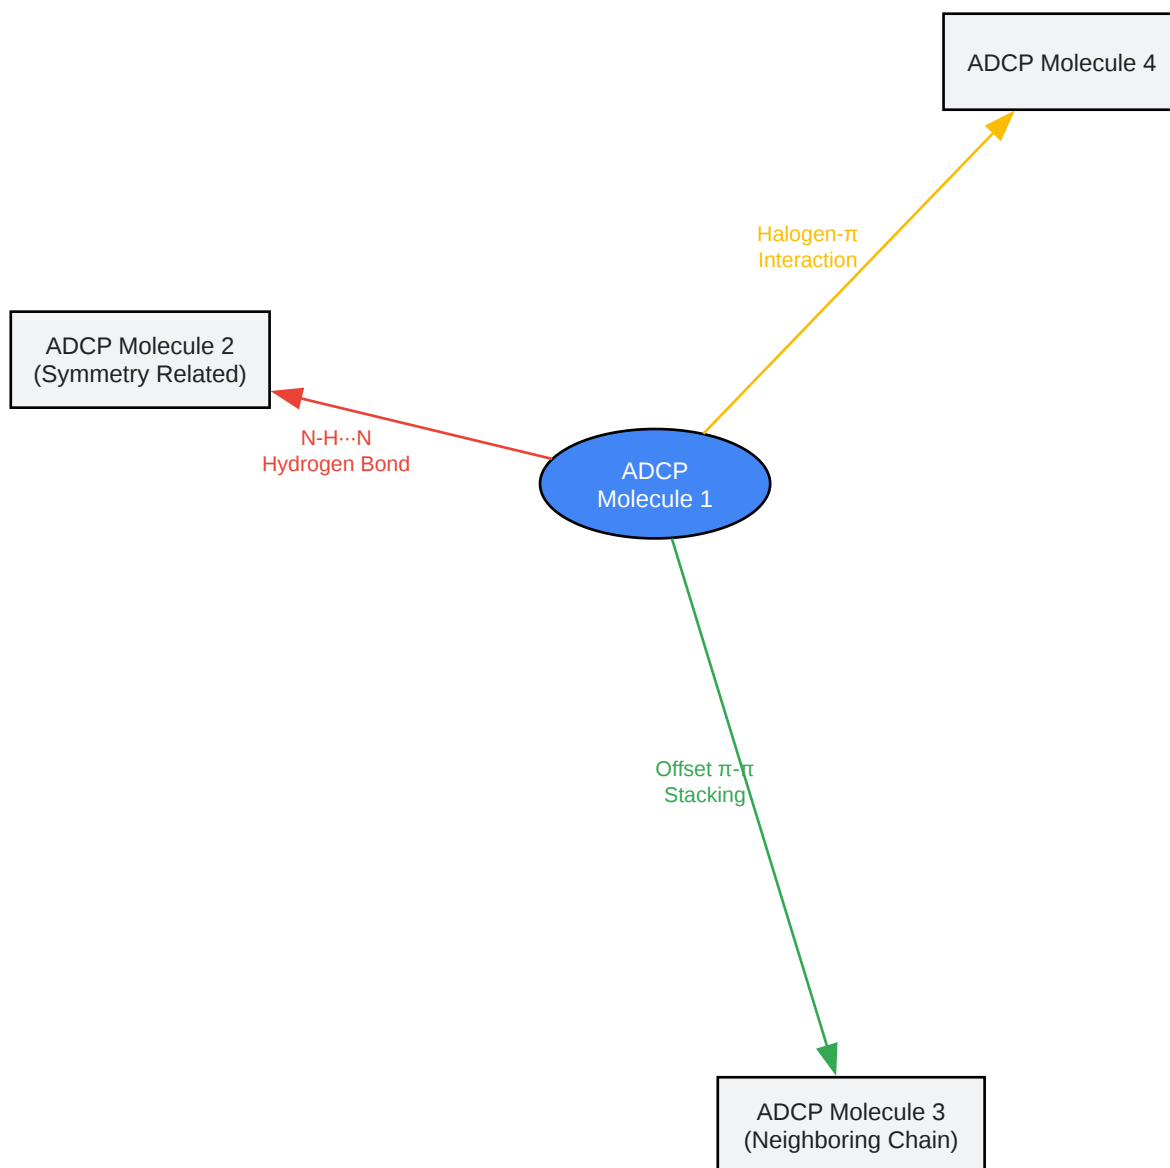 ADCP Molecule 4
Halogen-π
Interaction
ADCP Molecule 2
(Symmetry Related)
N-H···N
Hydrogen Bond
ADCP
Molecule 1
Offset π-π
Stacking
ADCP Molecule 3
(Neighboring Chain)